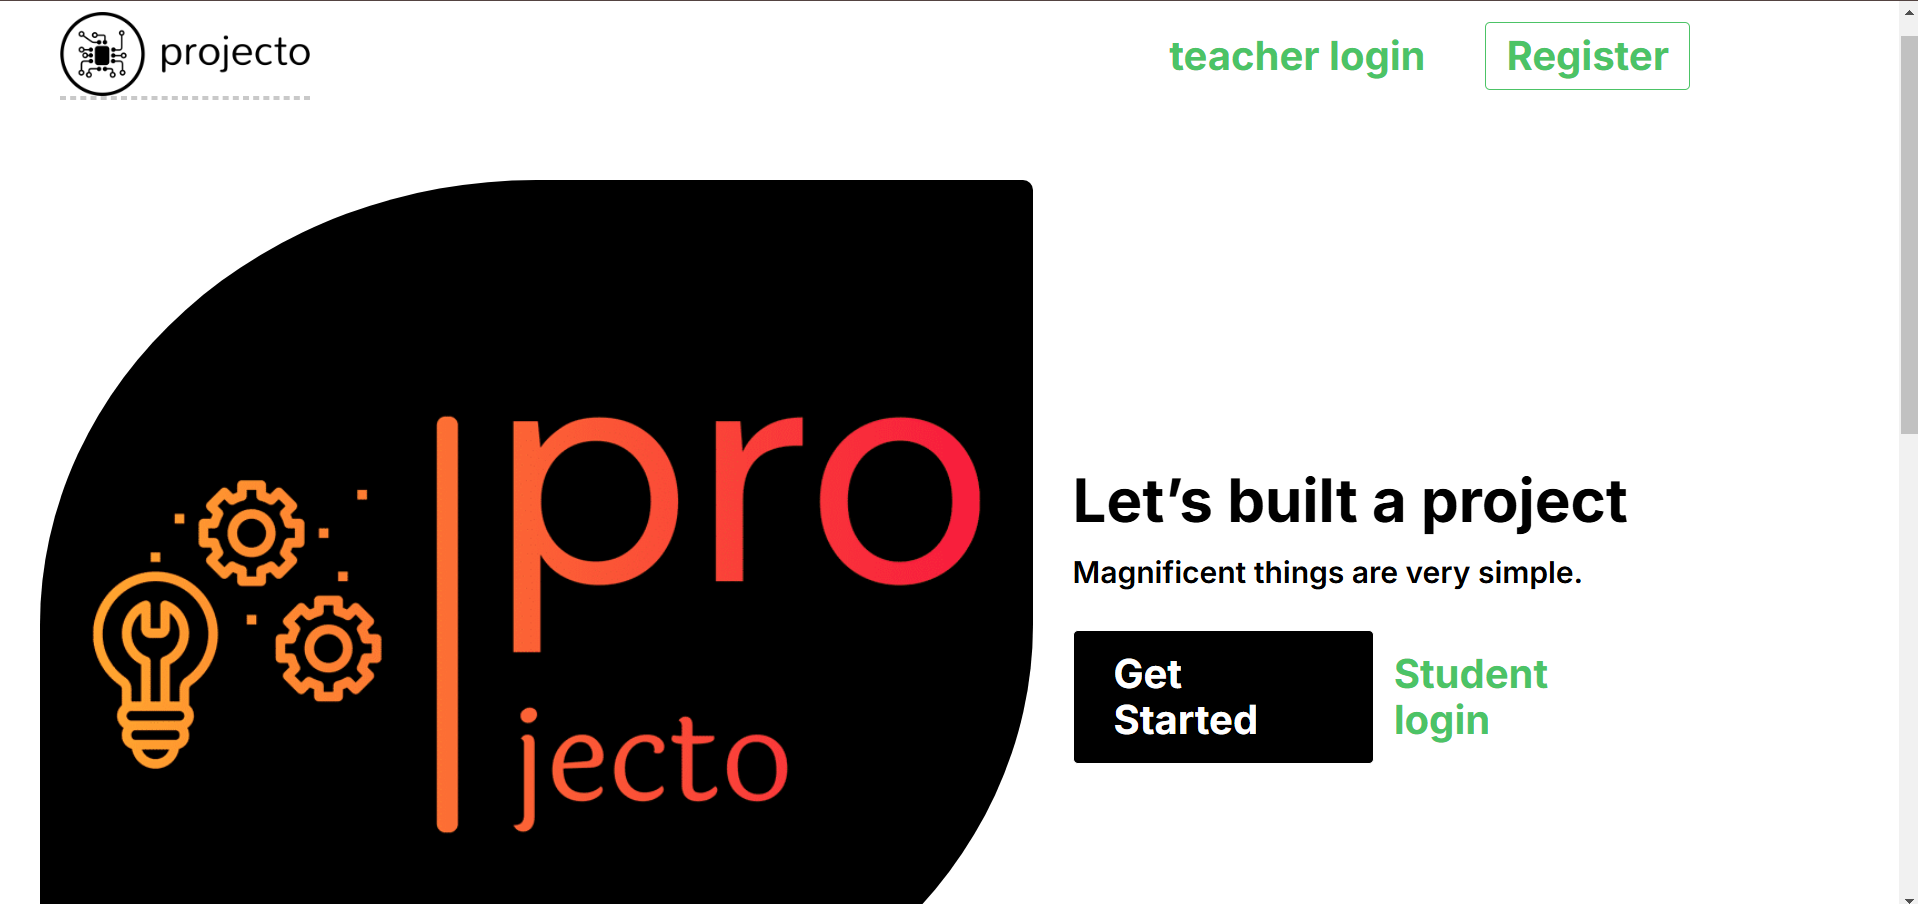 projecto
teacher login
Register
pro
jecto
Let’s built a project
Magnificent things are very simple.
Get
Started
Student
login